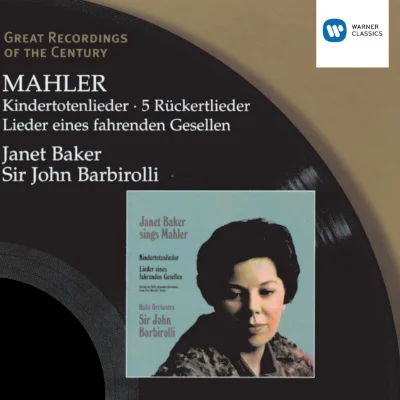 GREAT RECORDINGS
OF THE CENTURY
WARNER
CLASSICS
MAHLER
Kindertotenlieder · 5 Rückertlieder
Lieder eines fahrenden Gesellen
Janet Baker
Sir John Barbirolli
Janet Baker
sings Mahler
Kindertotenlieder
Lieder eines
fahrenden Gesellen
Hallé Orchestra
Sir John
Barbirolli